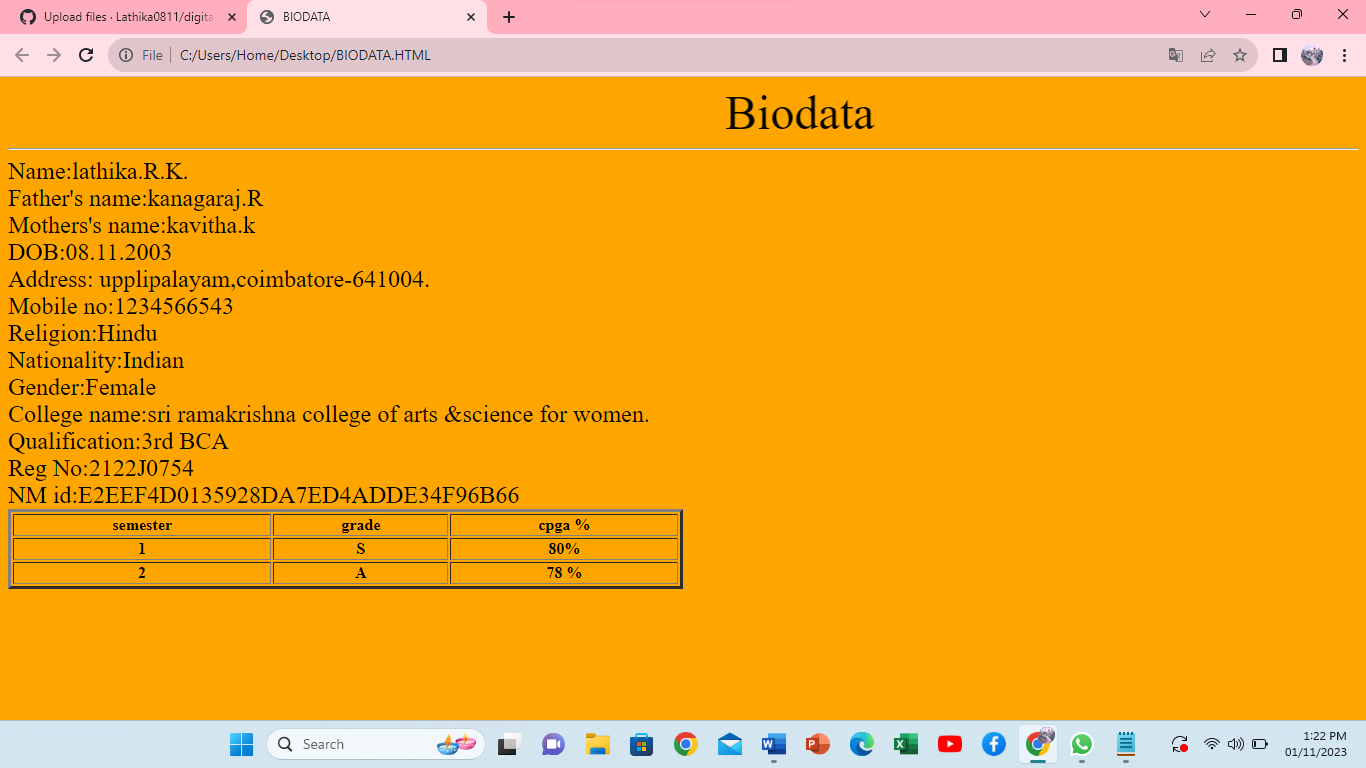 Upload files · Lathika0811/digita
BIODATA
File
C:/Users/Home/Desktop/BIODATA.HTML
Biodata
Name:lathika.R.K.
Father's name:kanagaraj.R
Mothers's name:kavitha.k
DOB:08.11.2003
Address: upplipalayam,coimbatore-641004.
Mobile no:1234566543
Religion:Hindu
Nationality:Indian
Gender:Female
College name:sri ramakrishna college of arts &science for women.
Qualification:3rd BCA
Reg No:2122J0754
NM id:E2EEF4D0135928DA7ED4ADDE34F96B66
semester grade cpga %
1 S 80%
2 A 78 %
Search
1:22 PM
01/11/2023